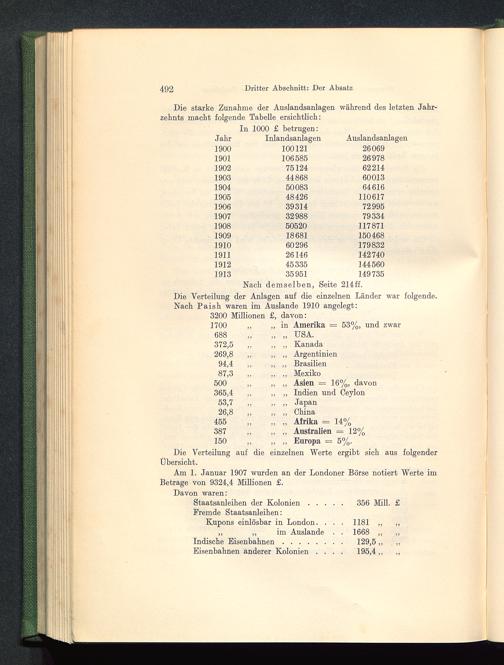 492 Dritter Abschnitt: Der Absatz
Die starke Zunahme der Auslandsanlagen während des letzten Jahr-
zehnts macht folgende Tabelle ersichtlich:
In 1000 £ betrugen:
Jahr Inlandsanlagen Auslandsanlagen
1900 100121 26069
1901 106585 26978
1902 75124 62214
1903 44868 60013
1904 50083 64616
1905 48426 110617
1906 39314 72995
1907 32988 79334
1908 50520 117871
1909 18681 150468
1910 60296 179832
1911 26146 142740
1912 45335 144560
1913 35951 149735
Nach demselben, Seite 214ff.
Die Verteilung der Anlagen auf die einzelnen Länder war folgende.
Nach Paish waren im Auslande 1910 angelegt:
3200 Millionen £, davon:
1700 „ „ in Amerika = 53%, und zwar
688 „ „ „ USA.
372,5 „ „ „ Kanada
269,8 „ „ „ Argentinien
94,4 „ „ „ Brasilien
87,3 „ „ „ Mexiko
500 „ „ „ Asien = 16%, davon
365,4 „ „ „ Indien und Ceylon
53,7 „ „ „ Japan
26,8 „ „ „ China
455 „ „ „ Afrika = 14%
387 „ „ „ Australien = 12%
150 „ „ „ Europa = 5%.
Die Verteilung auf die einzelnen Werte ergibt sich aus folgender
Übersicht.
Am 1. Januar 1907 wurden an der Londoner Börse notiert Werte im
Betrage von 9324,4 Millionen £.
Davon waren:
Staatsanleihen der Kolonien . . . . . 356 Mill. £
Fremde Staatsanleihen:
Kupons einlösbar in London. . . . 1181 „ „
„ „ im Auslande . . 1668 „ „
Indische Eisenbahnen . . . . . . . . 129,5 „ „
Eisenbahnen anderer Kolonien . . . . 195,4 „ „